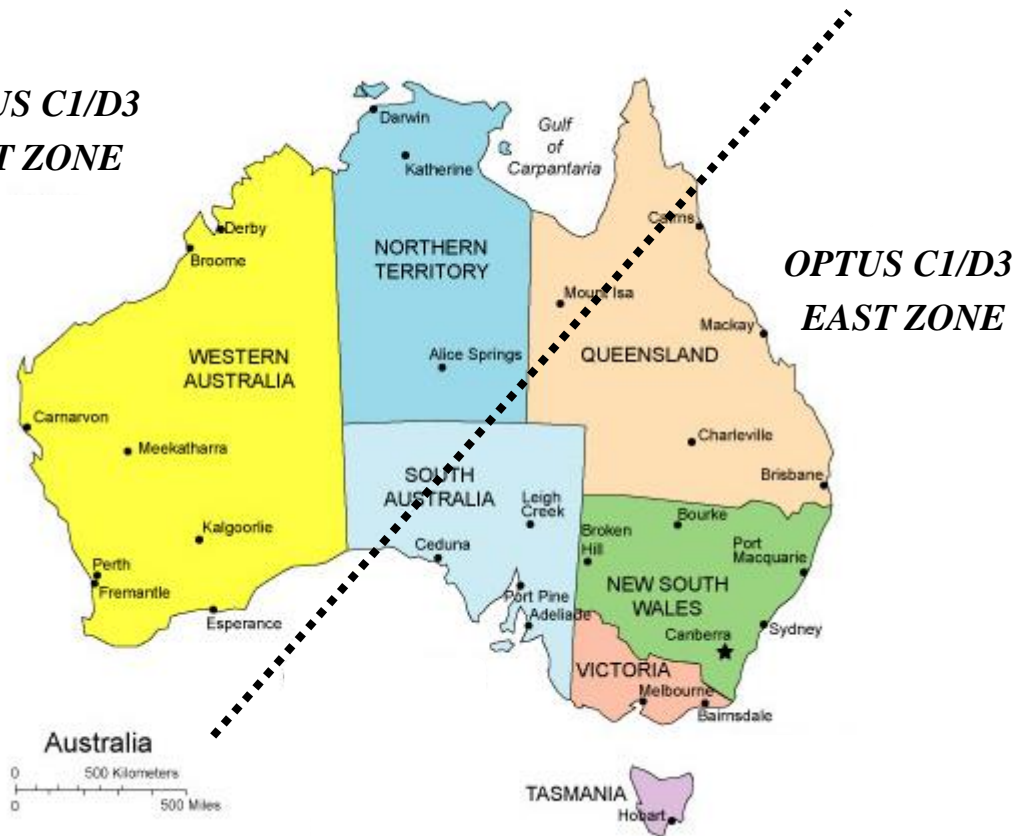 US C1/D3
T ZONE
Darwin
Katherine
Gulf
of
Carpantaria
Derby
Broome
NORTHERN
TERRITORY
Cairns
OPTUS C1/D3
EAST ZONE
Mount Isa
Mackay
WESTERN
AUSTRALIA
Alice Springs
QUEENSLAND
Carnarvon
Meekatharra
Charleville
SOUTH
AUSTRALIA
Leigh
Creek
Brisbane
Kalgoorlie
Ceduna
Broken
Hill
Bourke
Port
Macquarie
Perth
Fremantle
Esperance
Port Pine
Adeliade
NEW SOUTH
WALES
Canberra
Sydney
VICTORIA
Melbourne
Bairnsdale
Australia
0 500 Kilometers
0 500 Miles
TASMANIA
Hobart